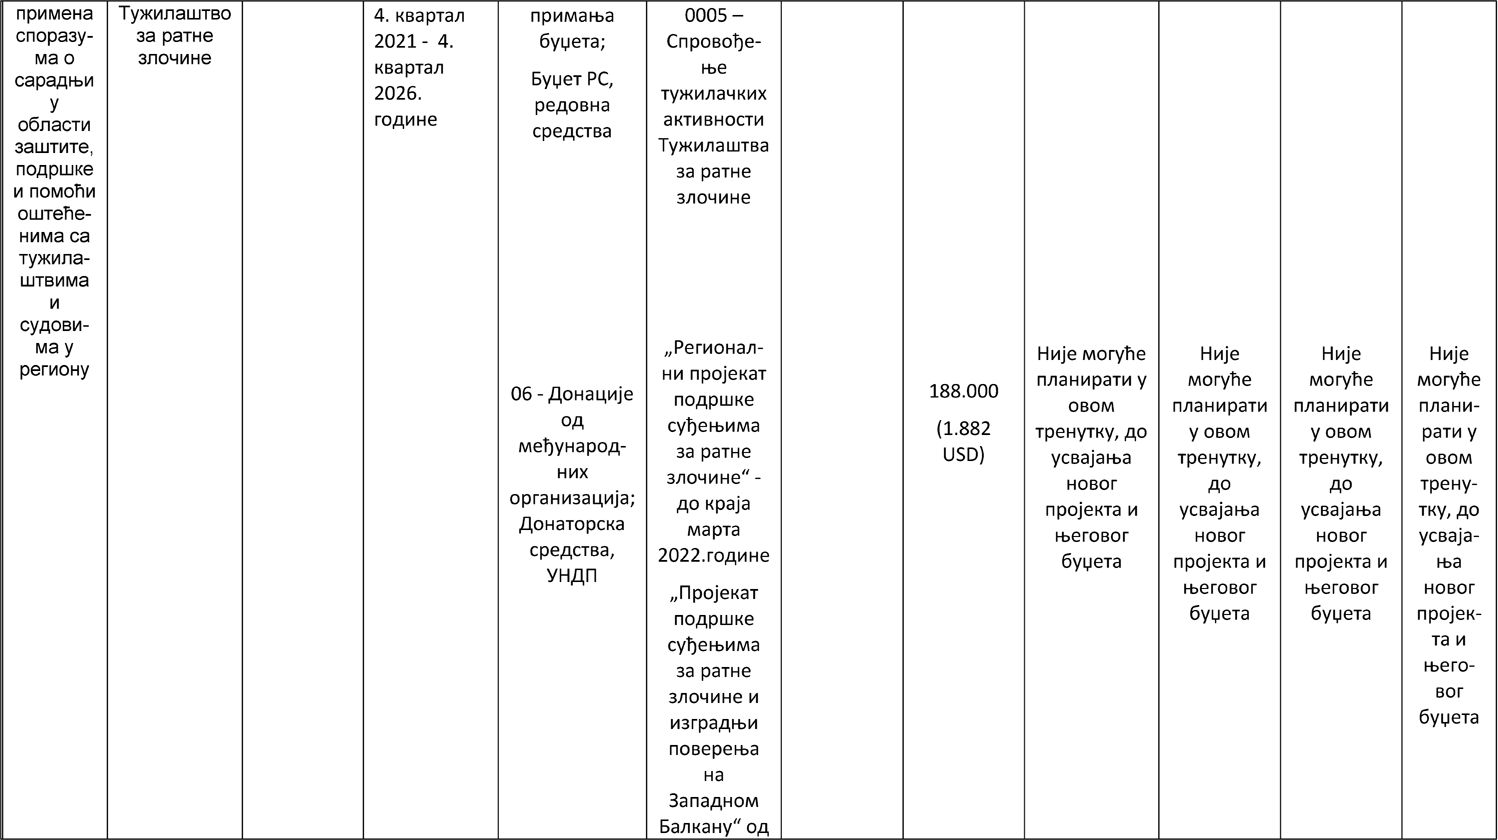 примена
споразу-
ма о
сарадњи
у
области
заштите,
подршке
и помоћи
оштеће-
нима са
тужила-
штвима
и
судови-
ма у
региону
Тужилаштво
за ратне
злочине
4. квартал
2021 - 4.
квартал
2026.
године
примања
буџета;
Буџет РС,
редовна
средства
06 - Донације
од
међународ-
них
организација;
Донаторска
средства,
УНДП
0005 –
Спровође-
ње
тужилачких
активности
Тужилаштва
за ратне
злочине
„Регионал-
ни пројекат
подршке
суђењима
за ратне
злочине“ -
до краја
марта
2022.године
„Пројекат
подршке
суђењима
за ратне
злочине и
изградњи
поверења
на
Западном
Балкану“ од
188.000
(1.882
USD)
Није могуће
планирати у
овом
тренутку, до
усвајања
новог
пројекта и
његовог
буџета
Није
могуће
планирати
у овом
тренутку,
до
усвајања
новог
пројекта и
његовог
буџета
Није
могуће
планирати
у овом
тренутку,
до
усвајања
новог
пројекта и
његовог
буџета
Није
могуће
плани-
рати у
овом
трену-
тку, до
усваја-
ња
новог
пројек-
та и
њего-
вог
буџета